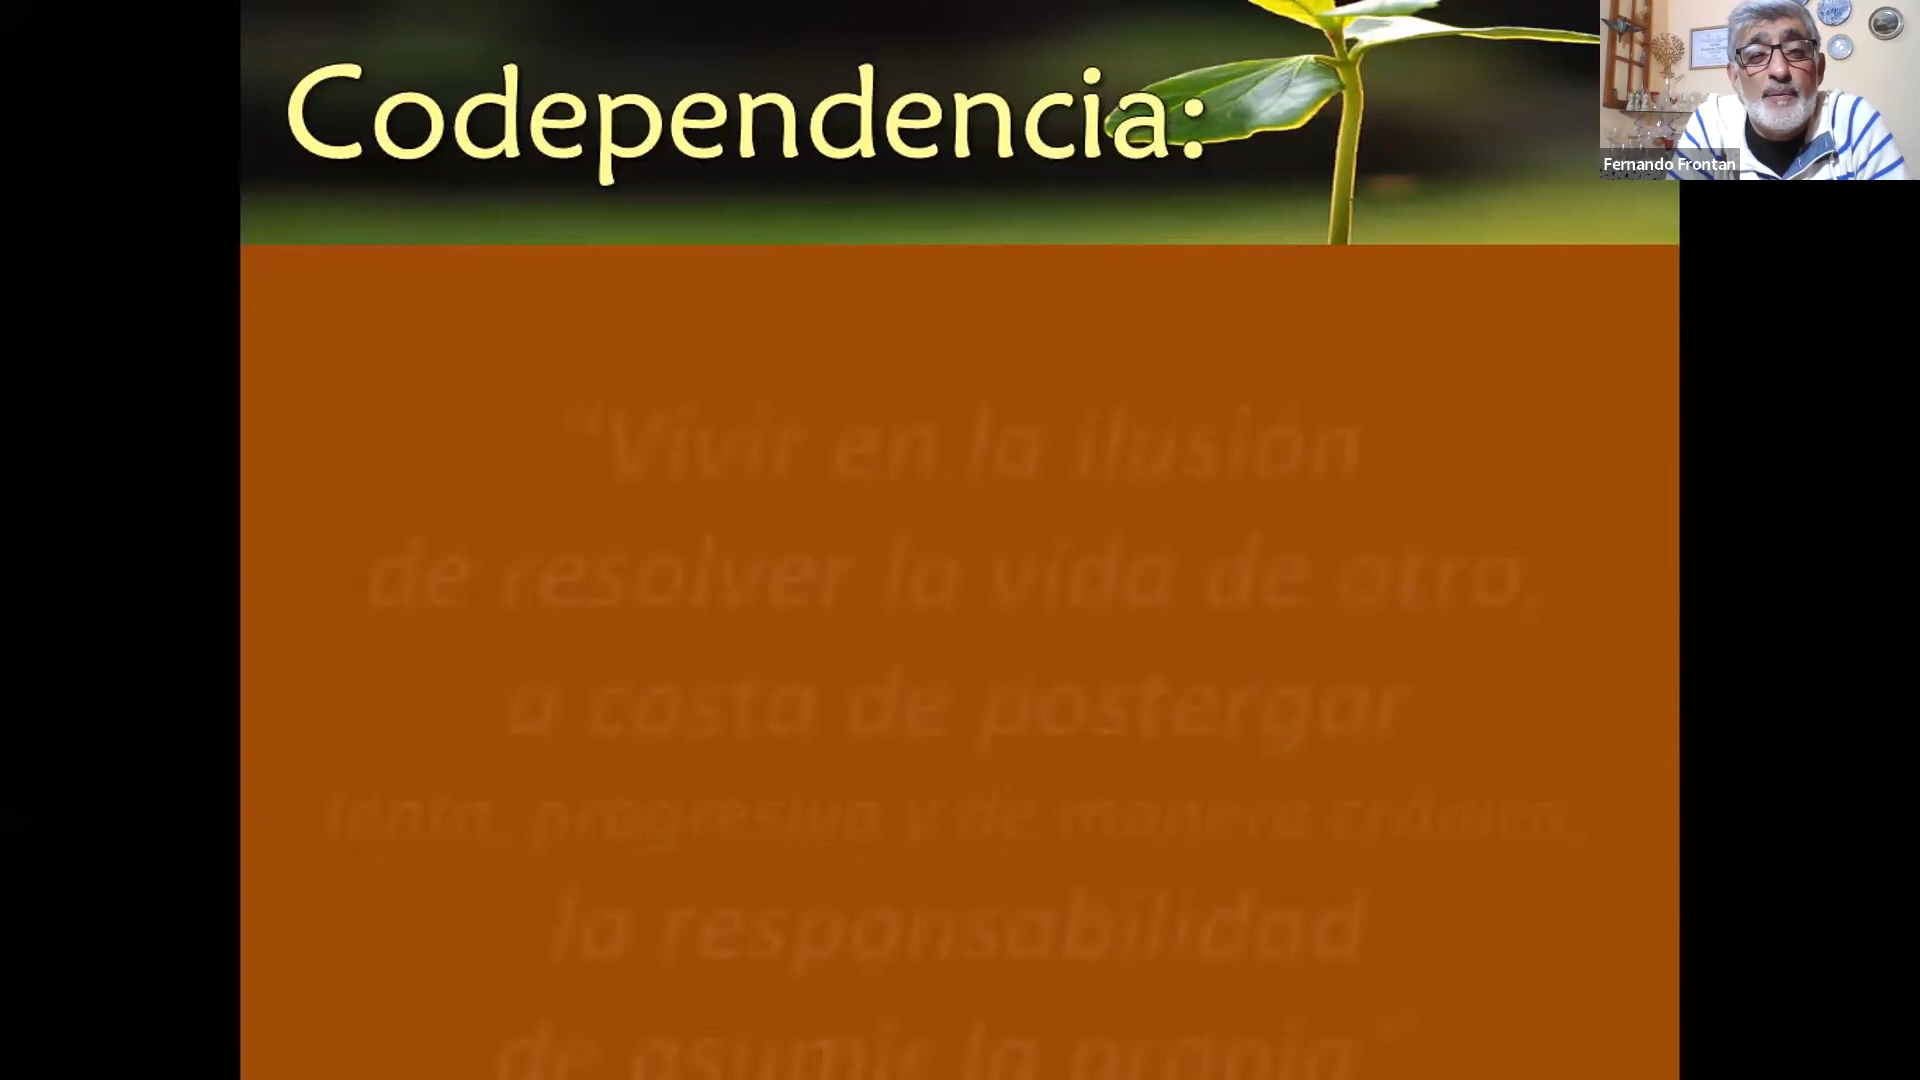 Codependencia:
Fernando Frontan
"Vivir en la ilusión
de resolver la vida de otro,
a costa de postergar
lenta, progresiva y de manera crónica,
la responsabilidad
de asumir la propia"